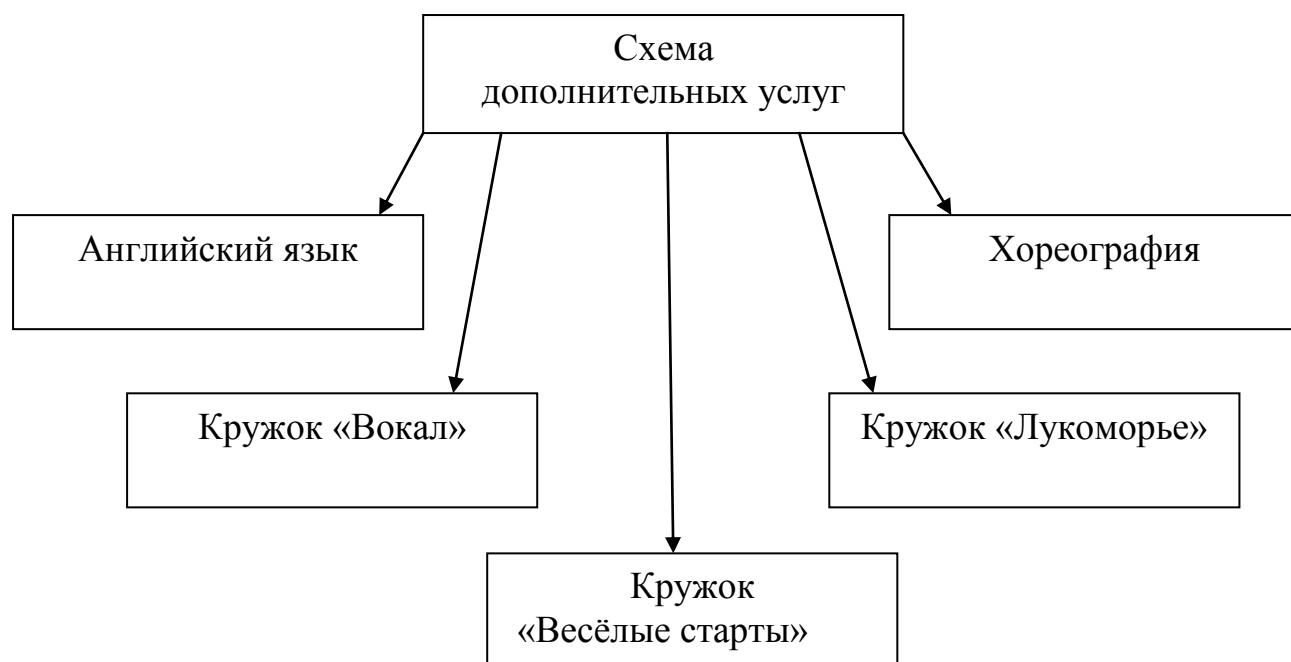 Схема
дополнительных услуг
Английский язык
Хореография
Кружок «Вокал»
Кружок «Лукоморье»
Кружок
«Весёлые старты»